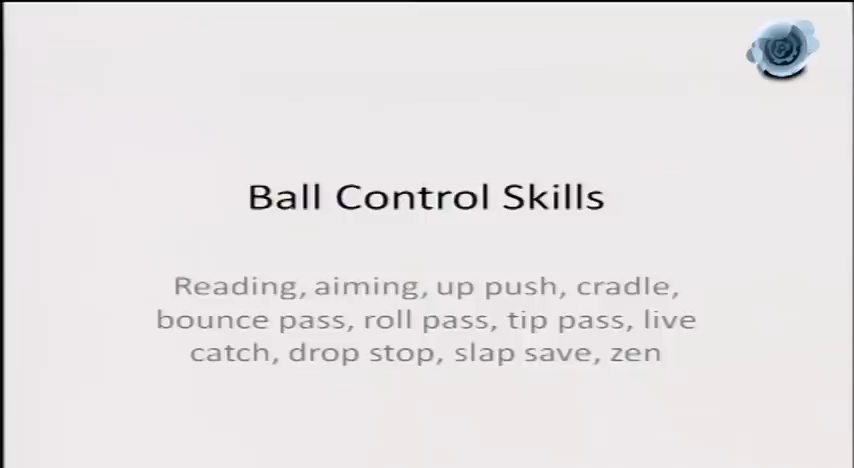 Ball Control Skills
Reading, aiming, up push, cradle,
bounce pass, roll pass, tip pass, live
catch, drop stop, slap save, zen